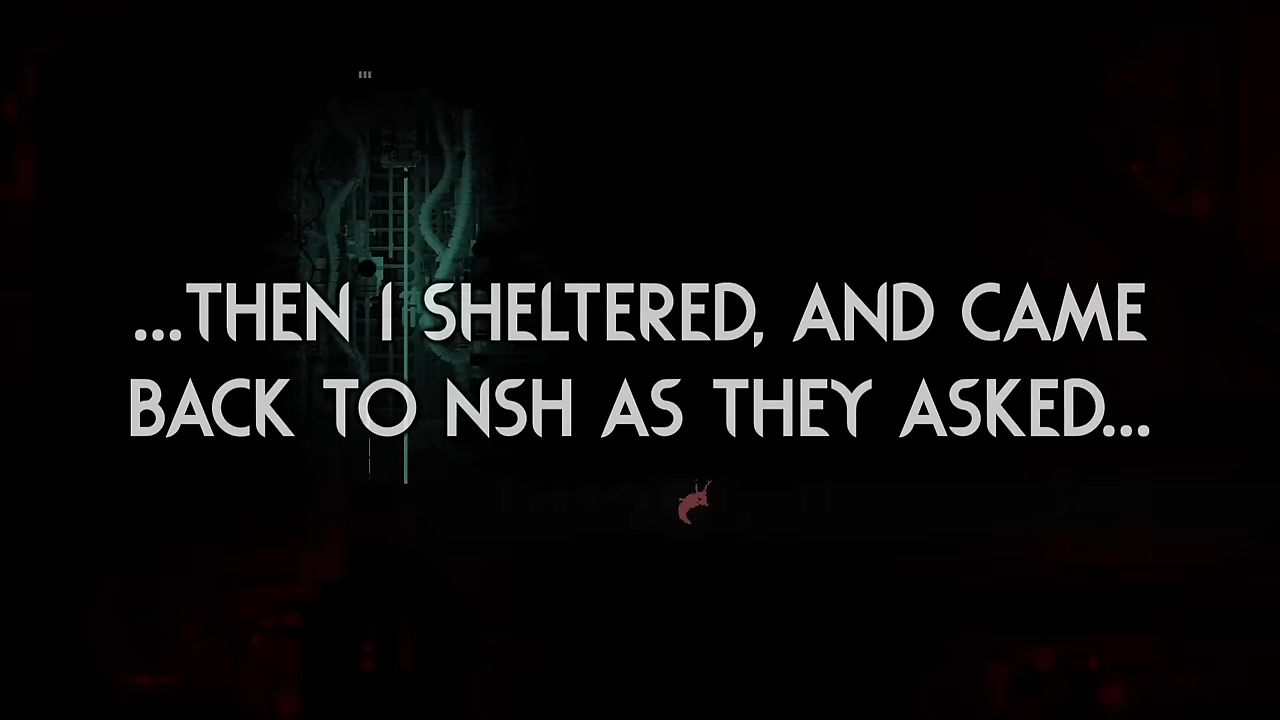 ...THEN I SHELTERED, AND CAME
BACK TO NSH AS THEY ASKED...